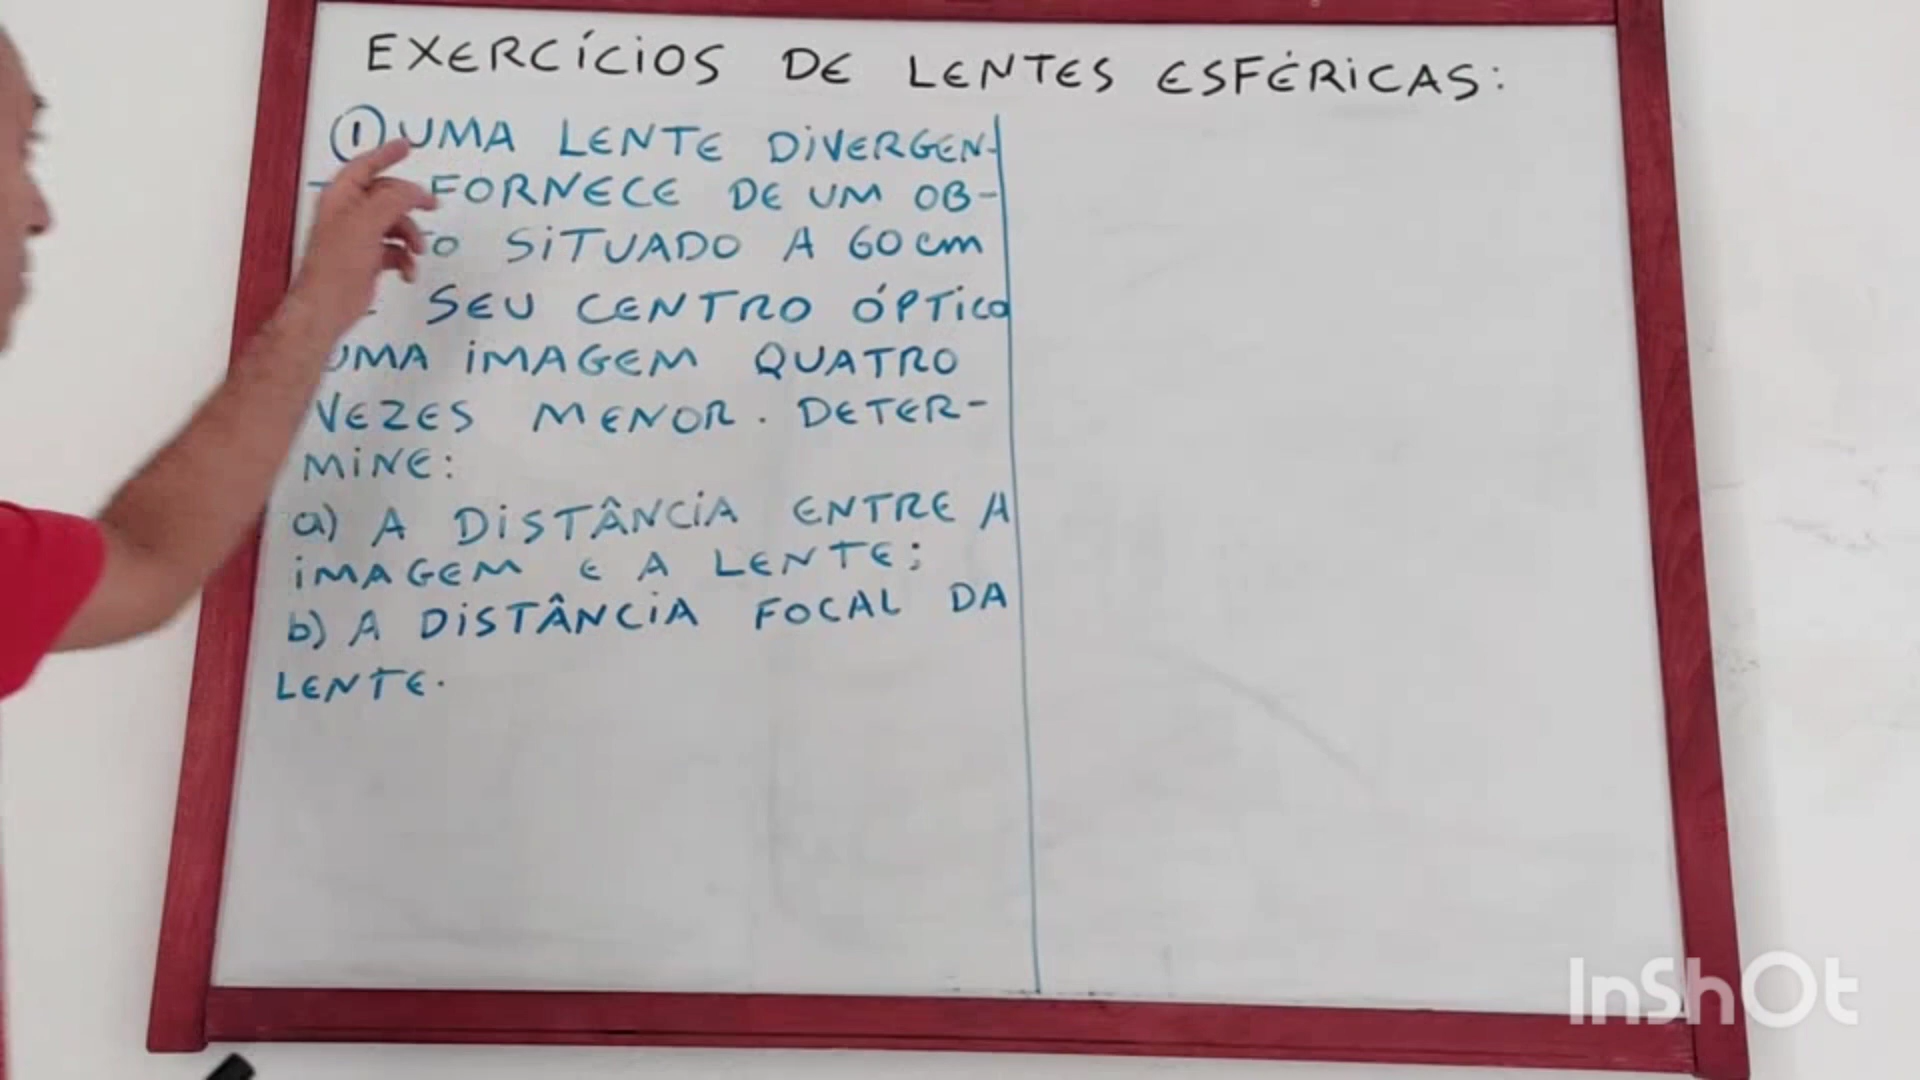 EXERCÍCIOS DE LENTES ESFÉRICAS:
1 UMA LENTE DIVERGEN-
FORNECE DE UM OB-
TO SITUADO A 60 cm
SEU CENTRO ÓPTICO
UMA IMAGEM QUATRO
VEZES MENOR. DETER-
MINE:
a) A DISTÂNCIA ENTRE A
IMAGEM E A LENTE;
b) A DISTÂNCIA FOCAL DA
LENTE.
InShOt